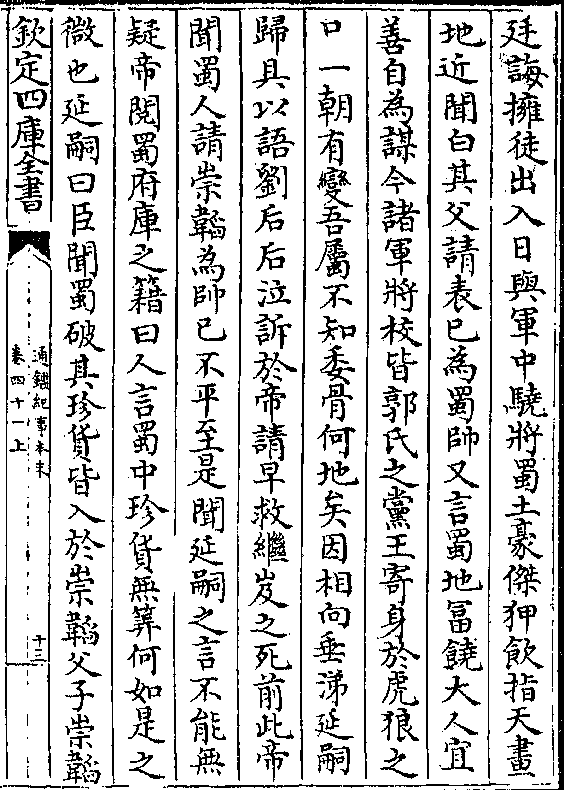 廷誨擁徒出入日與軍中驍將蜀土豪傑狎飲指天畫
地近聞白其父請表已為蜀帥又言蜀地富饒大人宜
善自為謀今諸軍將校皆郭氏之黨王寄身於虎狼之
口一朝有變吾屬不知委骨何地矣因相向垂涕延嗣
歸具以語劉后后泣訴於帝請早救繼岌之死前此帝
聞蜀人請崇韜為帥已不平至是聞延嗣之言不能無
疑帝閱蜀府庫之籍曰人言蜀中珍貨無筭何如是之
微也延嗣曰臣聞蜀破其珍貨皆入於崇韜父子崇韜
欽定四庫全書
通鑑紀事本末
卷四十一上
十三